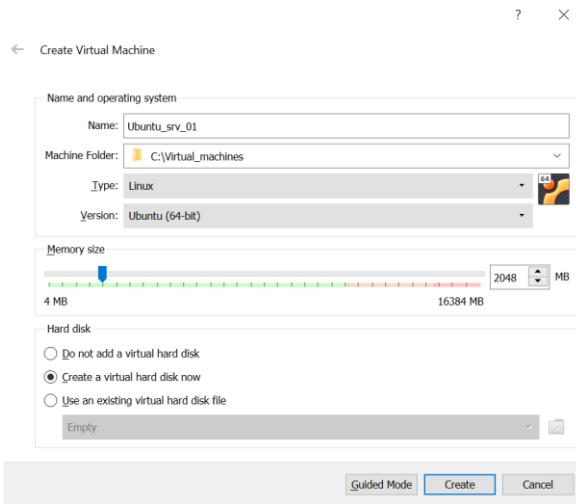 ?
Create Virtual Machine
Name and operating system
Name: Ubuntu_srv_01
Machine Folder: C:\Virtual_machines
Type: Linux
64
Version: Ubuntu (64-bit)
Memory size
2048 MB
4 MB 16384 MB
Hard disk
Do not add a virtual hard disk
Create a virtual hard disk now
Use an existing virtual hard disk file
Empty
Guided Mode Create Cancel